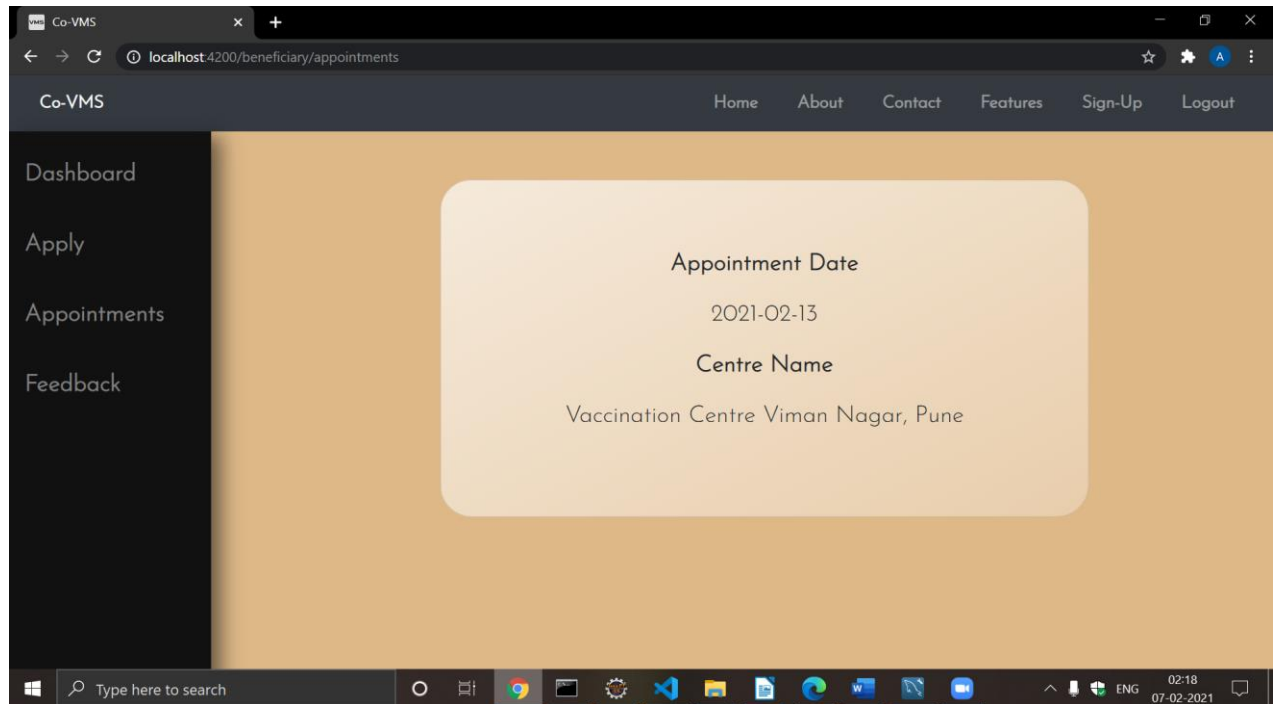 VMS Co-VMS
localhost:4200/beneficiary/appointments
A
Co-VMS Home About Contact Features Sign-Up Logout
Dashboard
Apply
Appointments
Feedback
Appointment Date
2021-02-13
Centre Name
Vaccination Centre Viman Nagar, Pune
Type here to search
ENG
02:18
07-02-2021